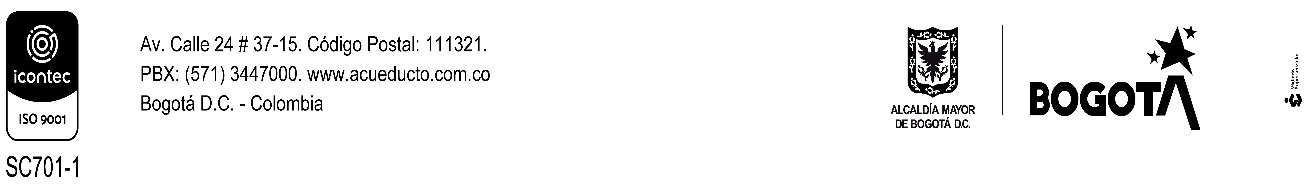 icontec
ISO 9001
SC701-1
Av. Calle 24 # 37-15. Código Postal: 111321.
PBX: (571) 3447000. www.acueducto.com.co
Bogotá D.C. - Colombia
ALCALDÍA MAYOR
DE BOGOTÁ D.C.
BOGOTÁ